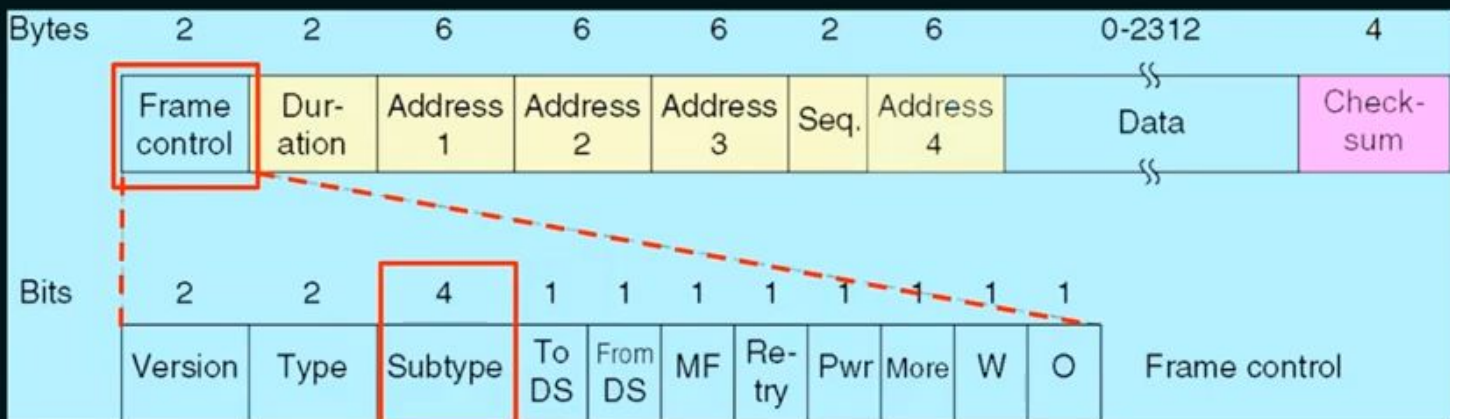 Bytes 2 2 6 6 6 2 6 0-2312 4
Frame control Dur-ation Address 1 Address 2 Address 3 Seq. Address 4 Data Check-sum
Bits 2 2 4 1 1 1 1 1 1 1 1
Version Type Subtype To DS From DS MF Re-try Pwr More W O Frame control